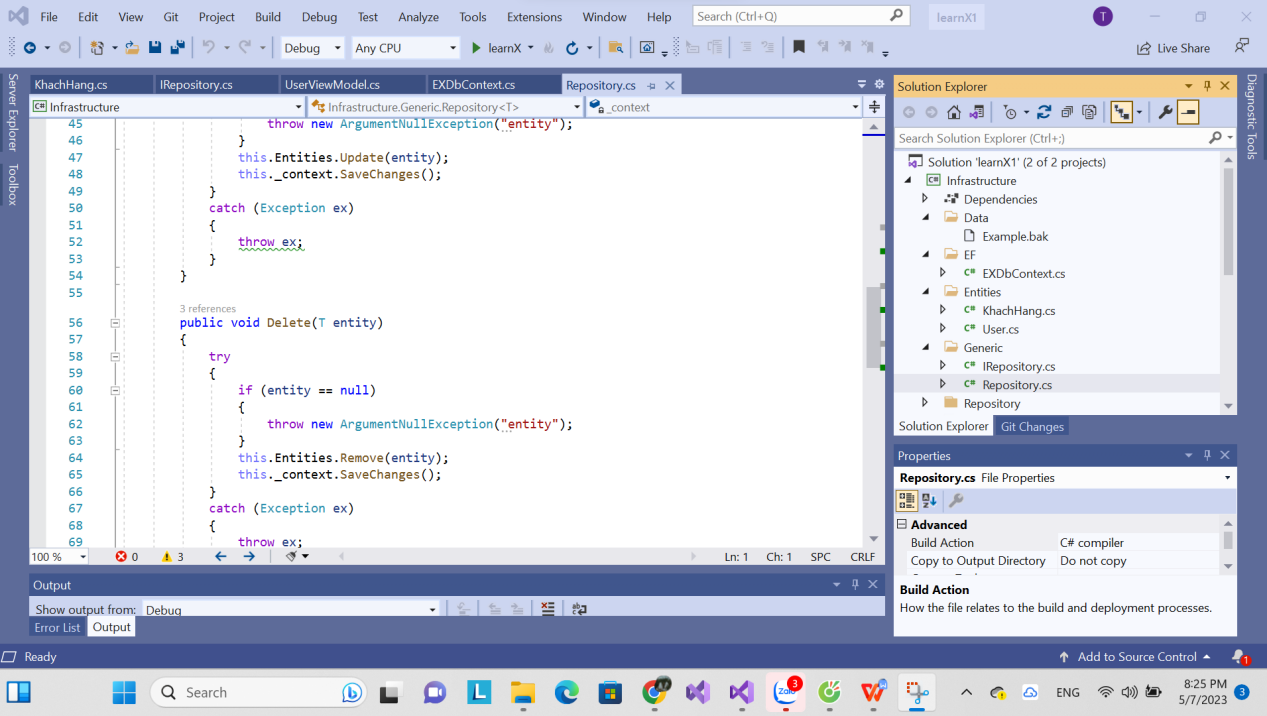 File Edit View Git Project Build Debug Test Analyze Tools Extensions Window Help Search (Ctrl+Q) learnX1 T
Debug Any CPU learnX Live Share
Server Explorer
Toolbox
KhachHang.cs IRepository.cs UserViewModel.cs EXDbContext.cs Repository.cs
Infrastructure Infrastructure.Generic.Repository<T> _context
45 throw new ArgumentNullException("entity");
46 }
47 this.Entities.Update(entity);
48 this._context.SaveChanges();
49 }
50 catch (Exception ex)
51 {
52 throw ex;
53 }
54 }
55
3 references
56 public void Delete(T entity)
57 {
58 try
59 {
60 if (entity == null)
61 {
62 throw new ArgumentNullException("entity");
63 }
64 this.Entities.Remove(entity);
65 this._context.SaveChanges();
66 }
67 catch (Exception ex)
68 {
69 throw ex;
100 % 0 3 Ln: 1 Ch: 1 SPC CRLF
Output
Show output from: Debug
Error List Output
Solution Explorer
Search Solution Explorer (Ctrl+;)
Solution 'learnX1' (2 of 2 projects)
Infrastructure
Dependencies
Data
Example.bak
EF
EXDbContext.cs
Entities
KhachHang.cs
User.cs
Generic
IRepository.cs
Repository.cs
Repository
Solution Explorer Git Changes
Properties
Repository.cs File Properties
Advanced
Build Action C# compiler
Copy to Output Directory Do not copy
Build Action
How the file relates to the build and deployment processes.
Diagnostic Tools
Ready Add to Source Control 1
Search L Zalo 3 W ENG 8:25 PM
5/7/2023 3